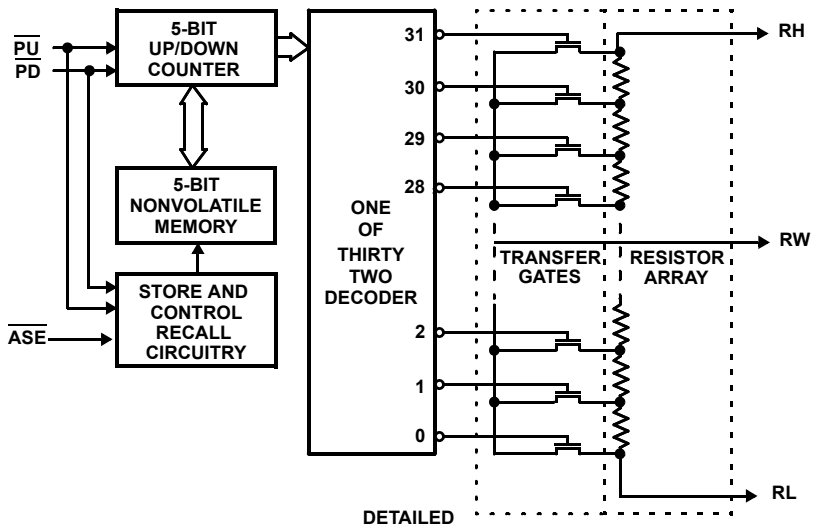 5-BIT
UP/DOWN
COUNTER
PU
PD
5-BIT
NONVOLATILE
MEMORY
STORE AND
CONTROL
RECALL
CIRCUITRY
ASE
ONE
OF
THIRTY
TWO
DECODER
31
30
29
28
2
1
0
TRANSFER
GATES
RESISTOR
ARRAY
RH
RW
RL
DETAILED